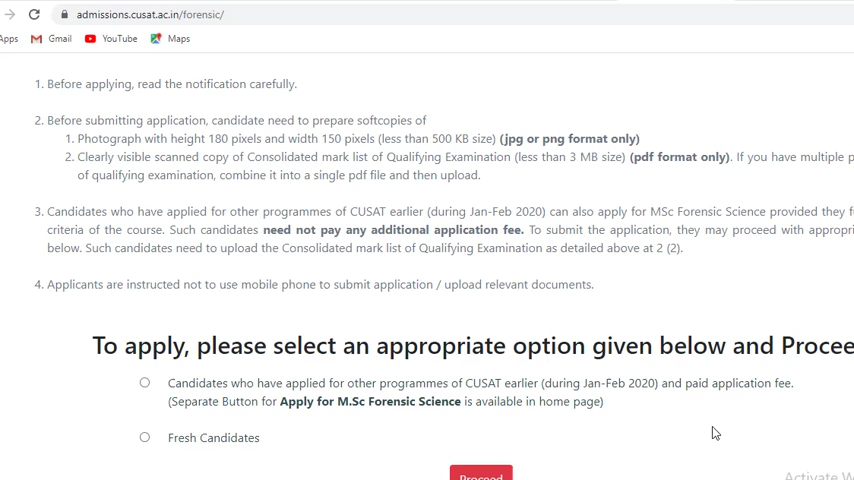 admissions.cusat.ac.in/forensic/
Apps Gmail YouTube Maps
1. Before applying, read the notification carefully.
2. Before submitting application, candidate need to prepare softcopies of
1. Photograph with height 180 pixels and width 150 pixels (less than 500 KB size) (jpg or png format only)
2. Clearly visible scanned copy of Consolidated mark list of Qualifying Examination (less than 3 MB size) (pdf format only). If you have multiple
of qualifying examination, combine it into a single pdf file and then upload.
3. Candidates who have applied for other programmes of CUSAT earlier (during Jan-Feb 2020) can also apply for MSc Forensic Science provided they
criteria of the course. Such candidates need not pay any additional application fee. To submit the application, they may proceed with
below. Such candidates need to upload the Consolidated mark list of Qualifying Examination as detailed above at 2 (2).
4. Applicants are instructed not to use mobile phone to submit application / upload relevant documents.
To apply, please select an appropriate option given below and
Candidates who have applied for other programmes of CUSAT earlier (during Jan-Feb 2020) and paid application fee.
(Separate Button for Apply for M.Sc Forensic Science is available in home page)
Fresh Candidates
Proceed
Activate